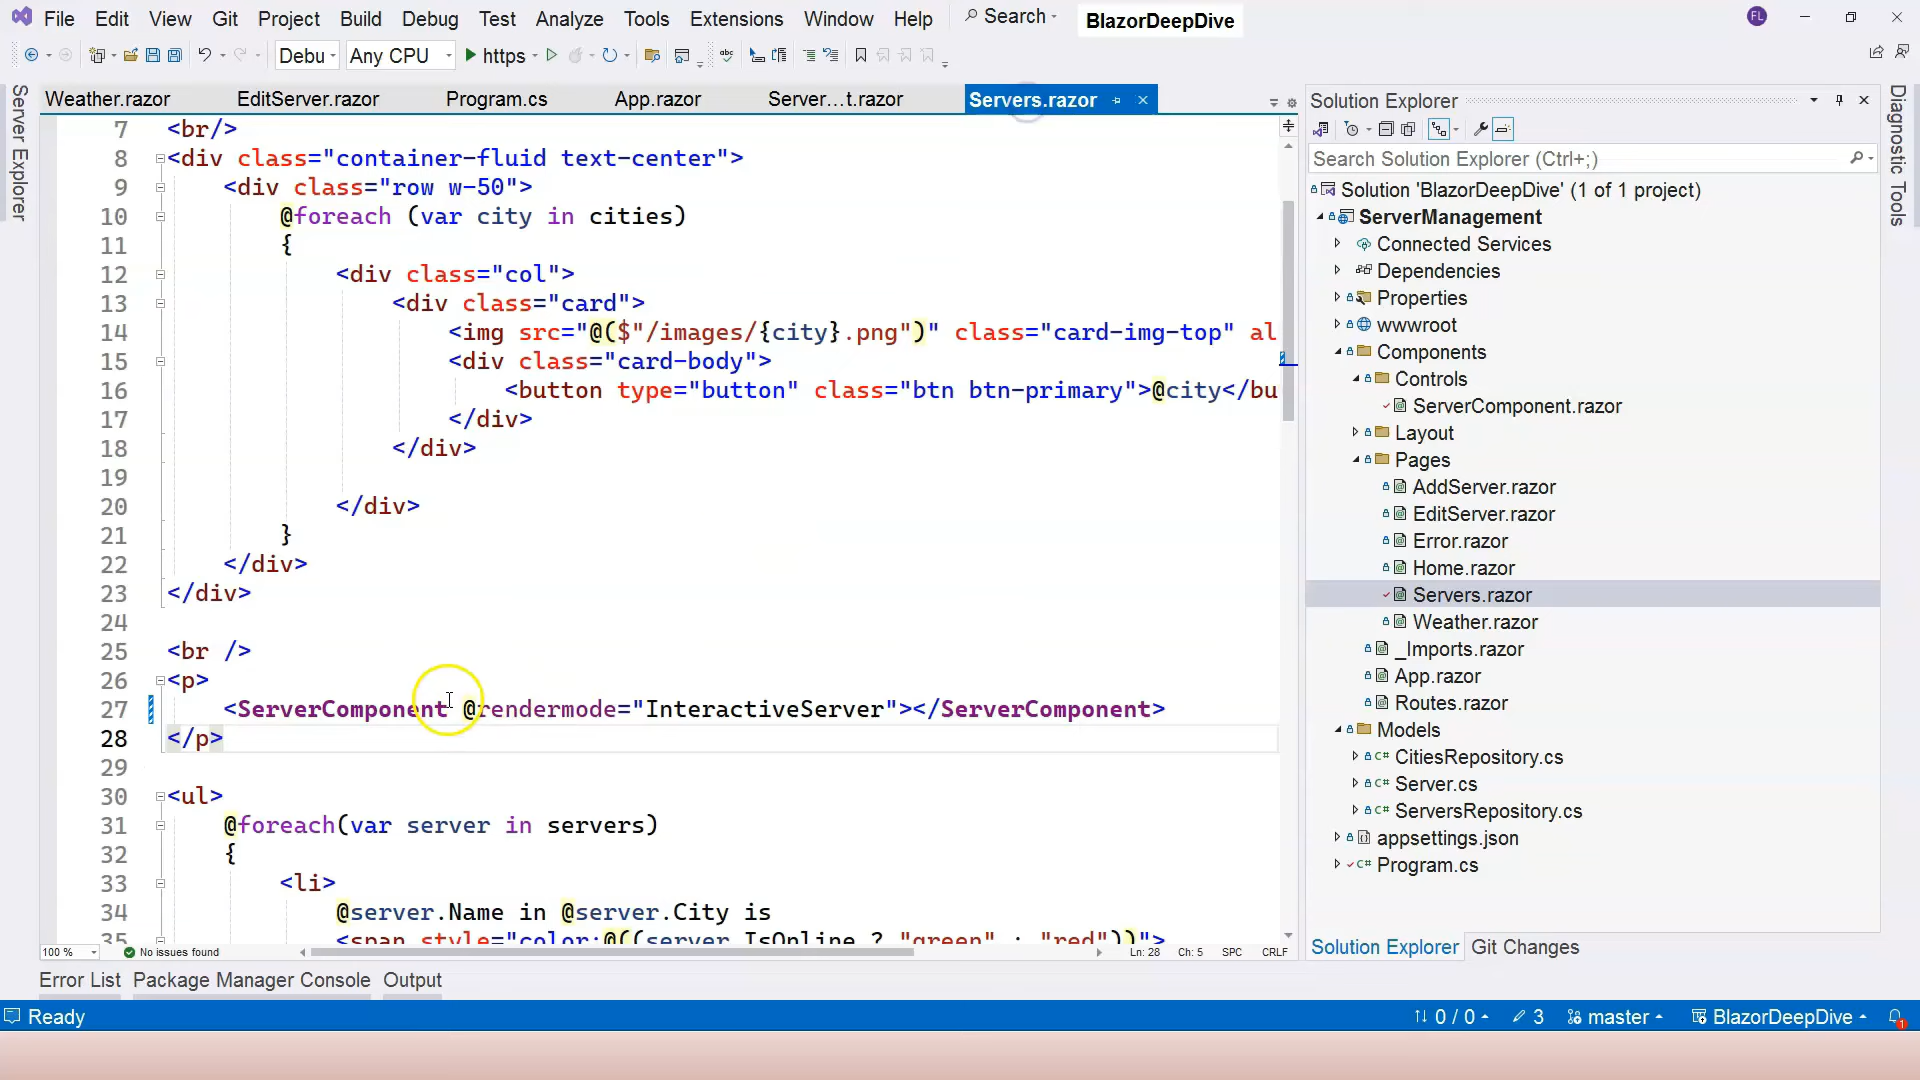 File Edit View Git Project Build Debug Test Analyze Tools Extensions Window Help Search BlazorDeepDive FL
Debu Any CPU https abc
Server Explorer
Weather.razor EditServer.razor Program.cs App.razor Server...t.razor Servers.razor
7 <br/>
8 <div class="container-fluid text-center">
9 <div class="row w-50">
10 @foreach (var city in cities)
11 {
12 <div class="col">
13 <div class="card">
14 <img src="@($"/images/{city}.png")" class="card-img-top" al
15 <div class="card-body">
16 <button type="button" class="btn btn-primary">@city</bu
17 </div>
18 </div>
19
20 </div>
21 }
22 </div>
23 </div>
24
25 <br />
26 <p>
27 <ServerComponent @rendermode="InteractiveServer"></ServerComponent>
28 </p>
29
30 <ul>
31 @foreach(var server in servers)
32 {
33 <li>
34 @server.Name in @server.City is
35 <span style="color:@((server.IsOnline ? "green" : "red"))">
100 % No issues found Ln: 28 Ch: 5 SPC CRLF
Solution Explorer
Search Solution Explorer (Ctrl+;)
Solution 'BlazorDeepDive' (1 of 1 project)
ServerManagement
Connected Services
Dependencies
Properties
wwwroot
Components
Controls
ServerComponent.razor
Layout
Pages
AddServer.razor
EditServer.razor
Error.razor
Home.razor
Servers.razor
Weather.razor
_Imports.razor
App.razor
Routes.razor
Models
C# CitiesRepository.cs
C# Server.cs
C# ServersRepository.cs
appsettings.json
C# Program.cs
Solution Explorer Git Changes
Diagnostic Tools
Error List Package Manager Console Output
Ready 0 / 0 3 master BlazorDeepDive 1